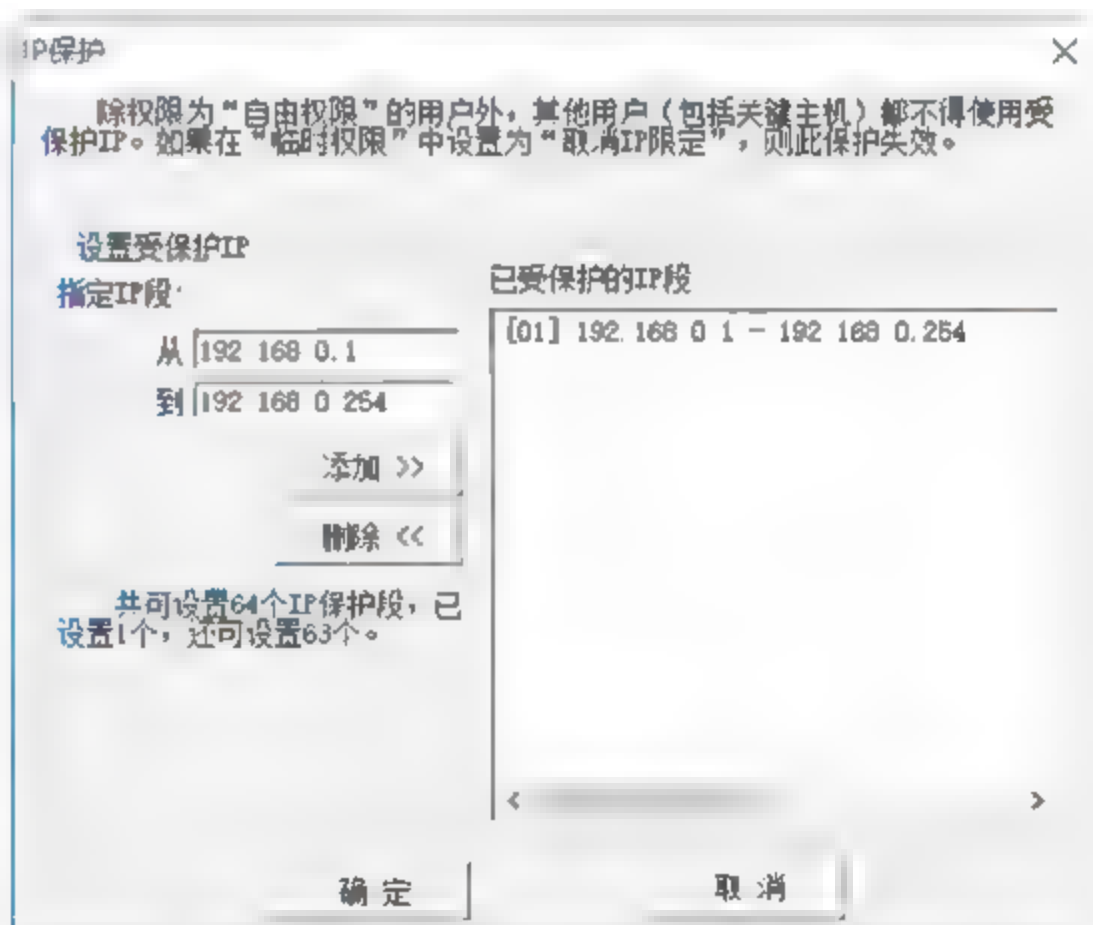 IP保护
除权限为“自由权限”的用户外，其他用户（包括关键主机）都不得使用受
保护IP。如果在“临时权限”中设置为“取消IP限定”，则此保护失效。
设置受保护IP
指定IP段：
已受保护的IP段
从 192.168.0.1
[01] 192.168.0.1 - 192.168.0.254
到 192.168.0.254
添加 >>
删除 <<
共可设置64个IP保护段，已
设置1个，还可设置63个。
确 定
取 消